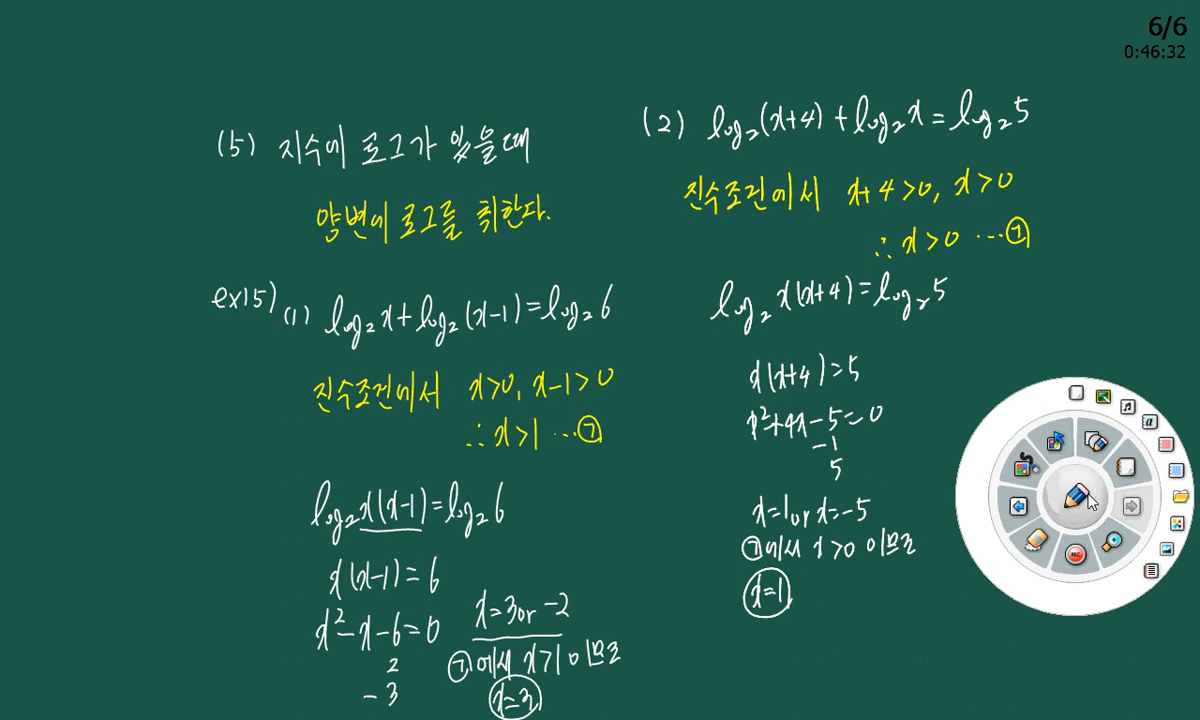 6/6
0:46:32
(5) 지수에 로그가 있을때
양변에 로그를 취한다.
ex15) (1) log₂x+log₂(x-1)=log₂6
진수조건에서 x>0, x-1>0
∴ x>1 …㉠
log₂x(x-1)=log₂6
x(x-1)=6
x²-x-6=0
2
-3
x=3 or -2
㉠에서 x>1 이므로
x=3
(2) log₂(x+4)+log₂x=log₂5
진수조건에서 x+4>0, x>0
∴ x>0 …㉠
log₂x(x+4)=log₂5
x(x+4)=5
x²+4x-5=0
-1
5
x=1 or x=-5
㉠에서 x>0 이므로
x=1
REC